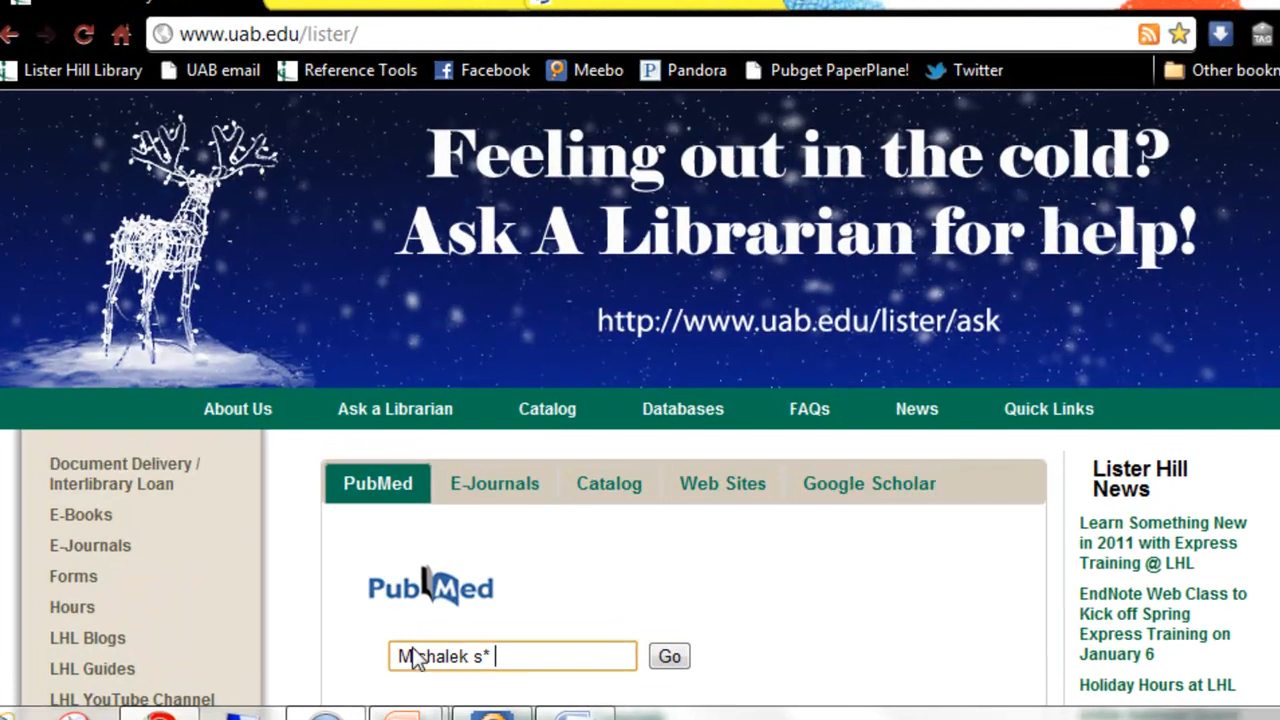 www.uab.edu/lister/
Lister Hill Library
UAB email
Reference Tools
Facebook
Meebo
Pandora
Pubget PaperPlane!
Twitter
Other bookn
Feeling out in the cold?
Ask A Librarian for help!
http://www.uab.edu/lister/ask
About Us
Ask a Librarian
Catalog
Databases
FAQs
News
Quick Links
Document Delivery /
Interlibrary Loan
E-Books
E-Journals
Forms
Hours
LHL Blogs
LHL Guides
LHL YouTube Channel
PubMed
E-Journals
Catalog
Web Sites
Google Scholar
PubMed
Michalek s*
Go
Lister Hill
News
Learn Something New
in 2011 with Express
Training @ LHL
EndNote Web Class to
Kick off Spring
Express Training on
January 6
Holiday Hours at LHL